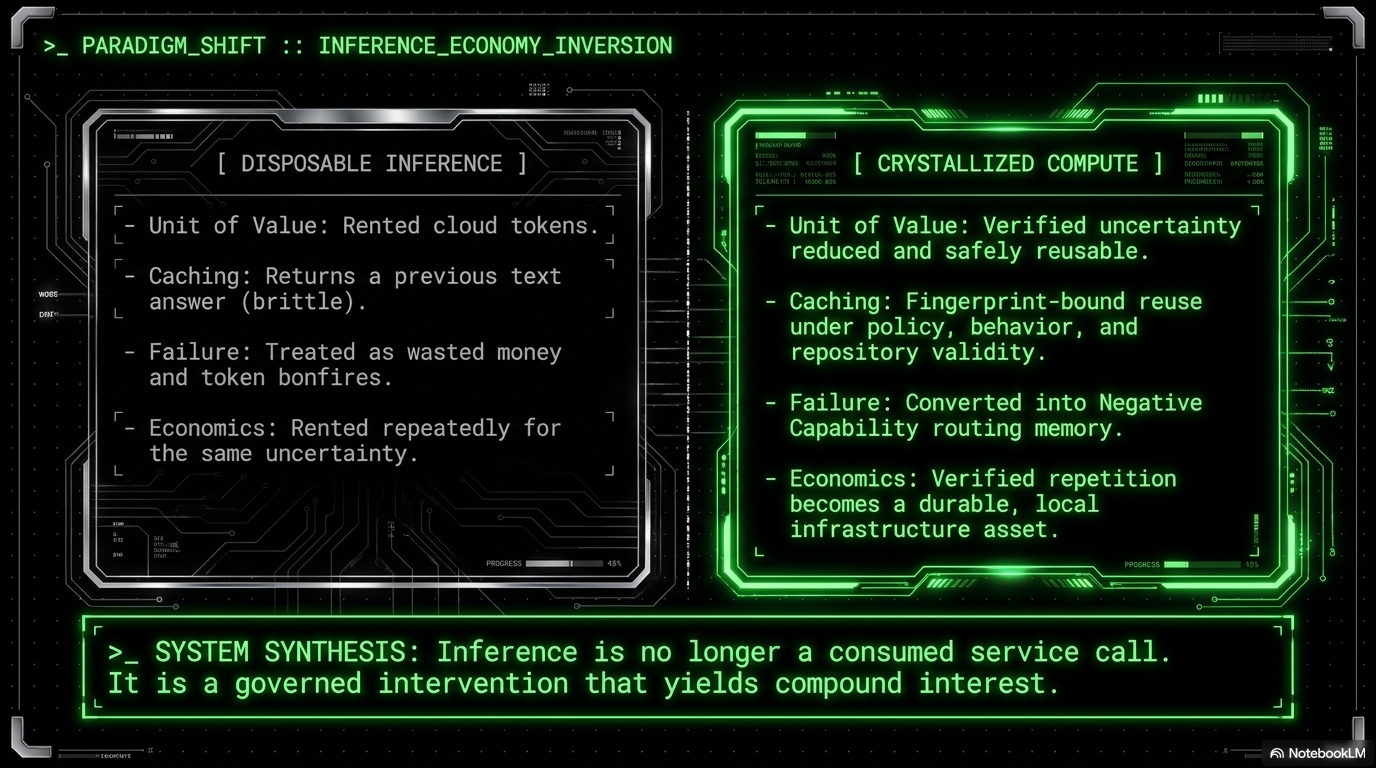 >_ PARADIGM_SHIFT :: INFERENCE_ECONOMY_INVERSION
[ DISPOSABLE INFERENCE ]
- Unit of Value: Rented cloud tokens.
- Caching: Returns a previous text
answer (brittle).
- Failure: Treated as wasted money
and token bonfires.
- Economics: Rented repeatedly for
the same uncertainty.
PROGRESS 48%
[ CRYSTALLIZED COMPUTE ]
- Unit of Value: Verified uncertainty
reduced and safely reusable.
- Caching: Fingerprint-bound reuse
under policy, behavior, and
repository validity.
- Failure: Converted into Negative
Capability routing memory.
- Economics: Verified repetition
becomes a durable, local
infrastructure asset.
PROGRESS
>_ SYSTEM SYNTHESIS: Inference is no longer a consumed service call.
It is a governed intervention that yields compound interest.
NotebookLM